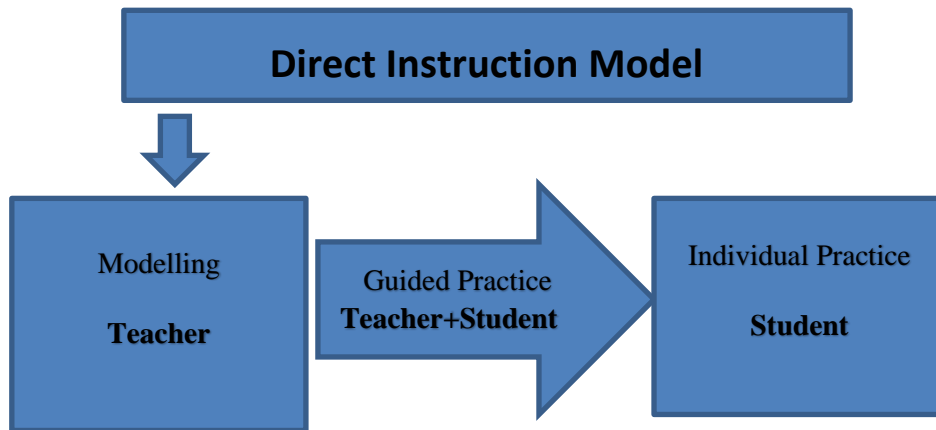 Direct Instruction Model
Modelling
Teacher
Guided Practice
Teacher+Student
Individual Practice
Student